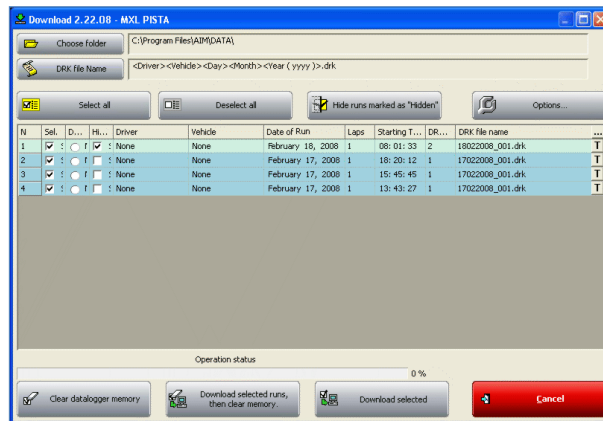 Download 2.22.08 - MXL PISTA
Choose folder C:\Program Files\AIM\DATA\
DRK file Name <Driver><Vehicle><Day><Month><Year ( yyyy )>.drk
Select all Deselect all Hide runs marked as "Hidden" Options...
N Sel. D... Hi... Driver Vehicle Date of Run Laps Starting T... DR... DRK file name ...
1 None None February 18, 2008 1 08: 01: 33 2 18022008_001.drk T
2 None None February 17, 2008 1 18: 20: 12 1 17022008_001.drk T
3 None None February 17, 2008 1 15: 45: 45 1 17022008_001.drk T
4 None None February 17, 2008 1 13: 43: 27 1 17022008_001.drk T
Operation status
0 %
Clear datalogger memory Download selected runs, then clear memory. Download selected Cancel